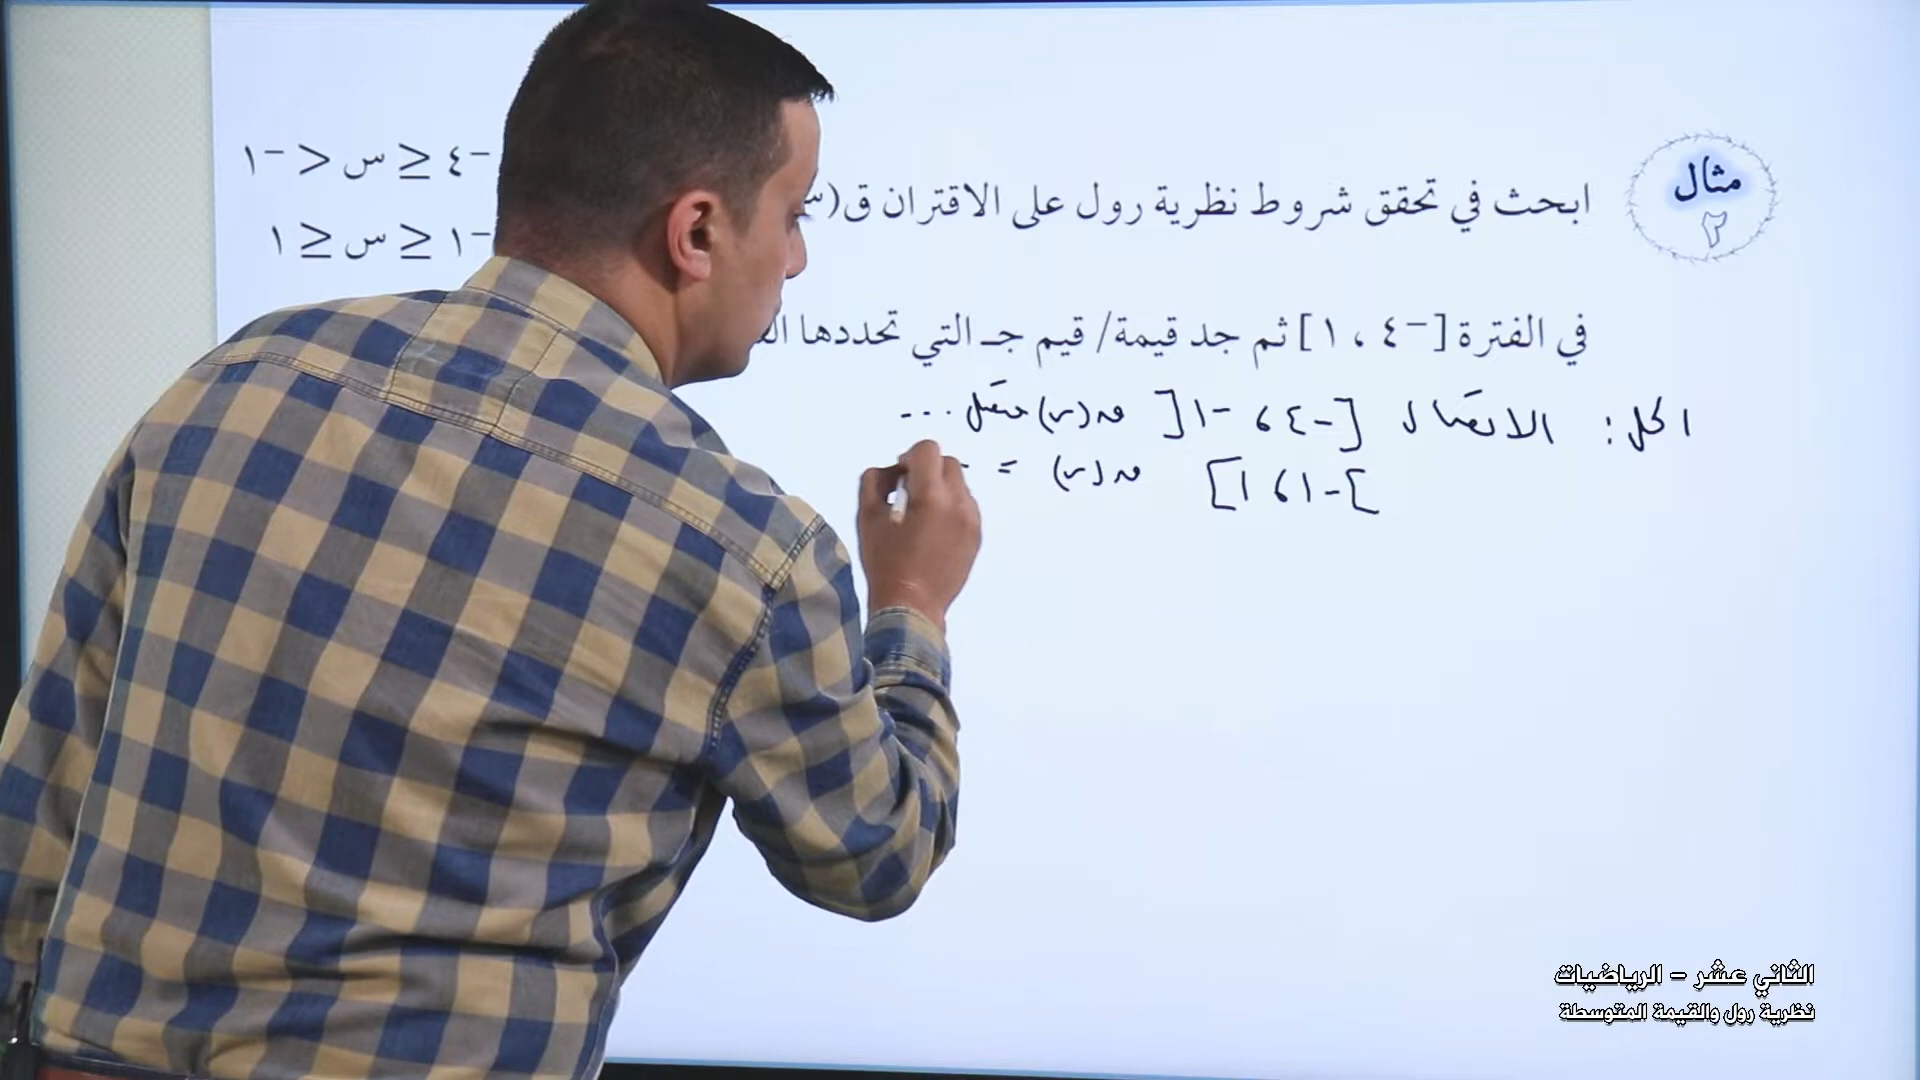 مثال
٢
ابحث في تحقق شروط نظرية رول على الاقتران ق(س
−٤ ≤ س < −١
−١ ≤ س ≤ ١
في الفترة [−٤ ، ١] ثم جد قيمة/ قيم جـ التي تحددها
الحل : الاتصال [-٤، -١[ ق(س) متصل ...
]-١، ١] ق(س) =
الثاني عشر – الرياضيات
نظرية رول والقيمة المتوسطة